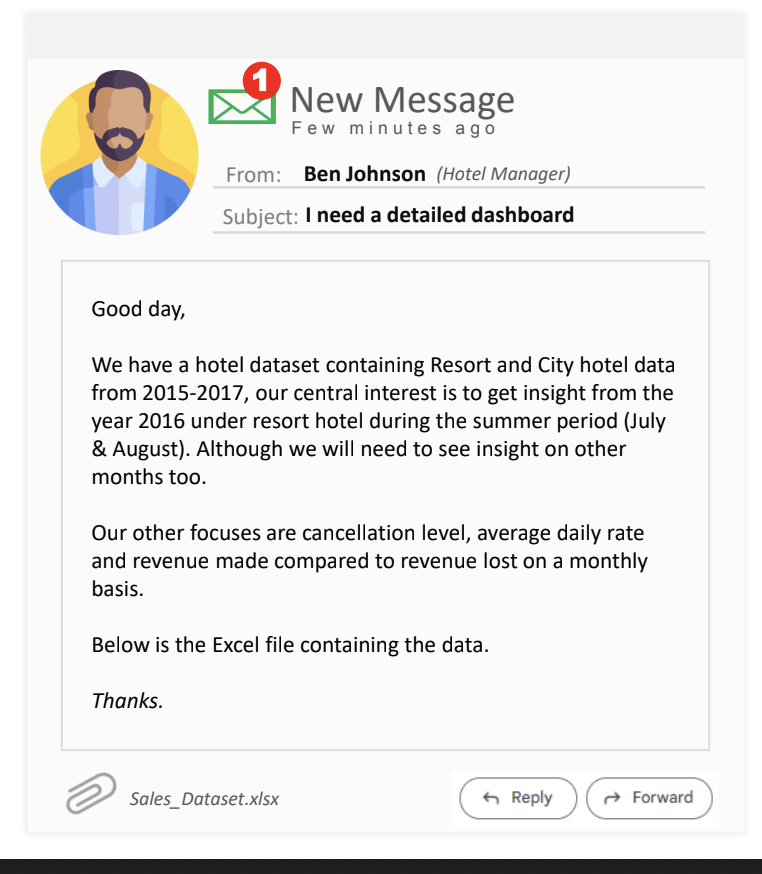 1
New Message
Few minutes ago
From: Ben Johnson (Hotel Manager)
Subject: I need a detailed dashboard
Good day,
We have a hotel dataset containing Resort and City hotel data
from 2015-2017, our central interest is to get insight from the
year 2016 under resort hotel during the summer period (July
& August). Although we will need to see insight on other
months too.
Our other focuses are cancellation level, average daily rate
and revenue made compared to revenue lost on a monthly
basis.
Below is the Excel file containing the data.
Thanks.
Sales_Dataset.xlsx
Reply
Forward